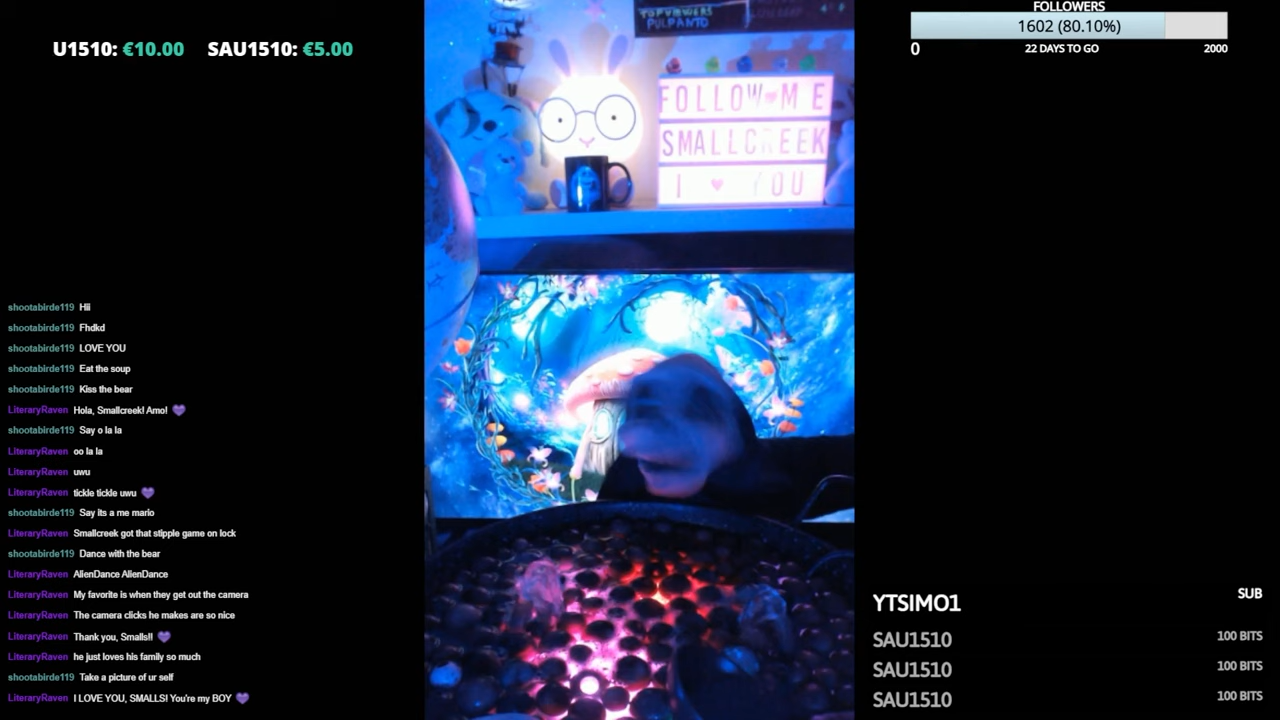 U1510: €10.00 SAU1510: €5.00
FOLLOWERS
1602 (80.10%)
0 22 DAYS TO GO 2000
TOPVIEWERS
PULPANTO
FOLLOW ♥ ME
SMALLCREEK
I ♥ YOU
shootabirde119 Hii
shootabirde119 Fhdkd
shootabirde119 LOVE YOU
shootabirde119 Eat the soup
shootabirde119 Kiss the bear
LiteraryRaven Hola, Smallcreek! Amo! 💜
shootabirde119 Say o la la
LiteraryRaven oo la la
LiteraryRaven uwu
LiteraryRaven tickle tickle uwu 💜
shootabirde119 Say its a me mario
LiteraryRaven Smallcreek got that stipple game on lock
shootabirde119 Dance with the bear
LiteraryRaven AlienDance AlienDance
LiteraryRaven My favorite is when they get out the camera
LiteraryRaven The camera clicks he makes are so nice
LiteraryRaven Thank you, Smalls!! 💜
LiteraryRaven he just loves his family so much
shootabirde119 Take a picture of ur self
LiteraryRaven I LOVE YOU, SMALLS! You're my BOY 💜
YTSIMO1 SUB
SAU1510 100 BITS
SAU1510 100 BITS
SAU1510 100 BITS